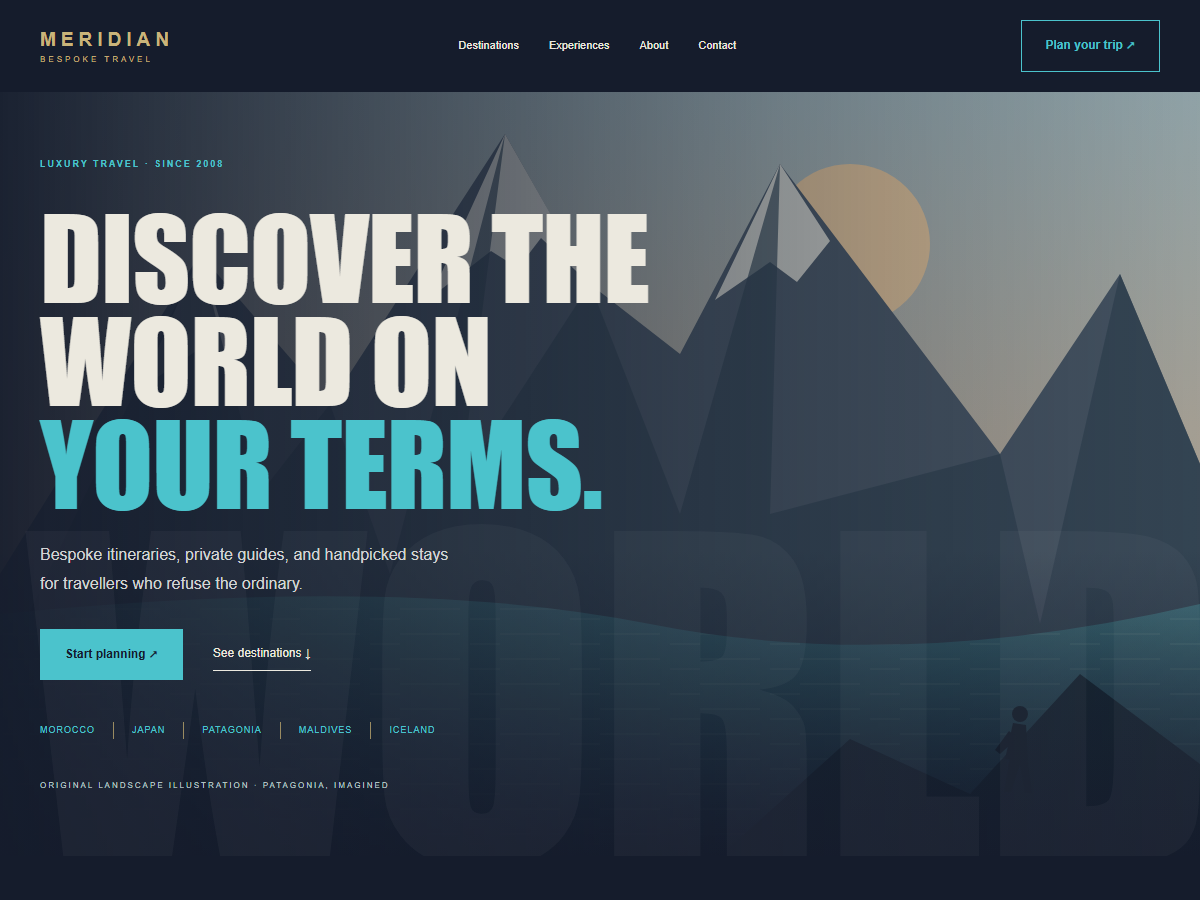 MERIDIAN
BESPOKE TRAVEL
Destinations
Experiences
About
Contact
Plan your trip ↗
LUXURY TRAVEL · SINCE 2008
DISCOVER THE
WORLD ON
YOUR TERMS.
Bespoke itineraries, private guides, and handpicked stays
for travellers who refuse the ordinary.
Start planning ↗
See destinations ↓
MOROCCO
JAPAN
PATAGONIA
MALDIVES
ICELAND
ORIGINAL LANDSCAPE ILLUSTRATION · PATAGONIA, IMAGINED
WORLD